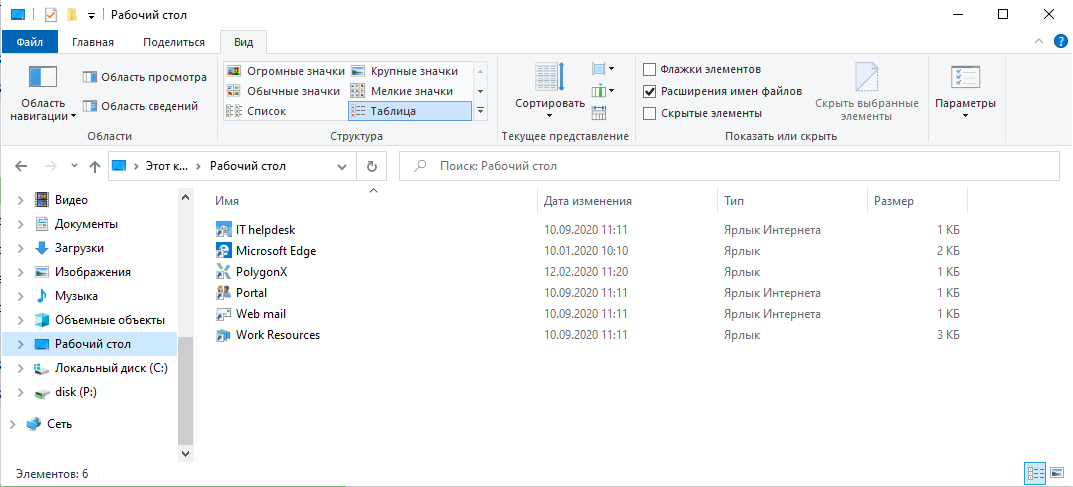 Рабочий стол
Файл Главная Поделиться Вид
Область навигации Область просмотра Область сведений
Области
Огромные значки Крупные значки
Обычные значки Мелкие значки
Список Таблица
Структура
Сортировать
Текущее представление
Флажки элементов
Расширения имен файлов
Скрытые элементы
Скрыть выбранные элементы
Показать или скрыть
Параметры
Этот к... Рабочий стол Поиск: Рабочий стол
Видео
Документы
Загрузки
Изображения
Музыка
Объемные объекты
Рабочий стол
Локальный диск (C:)
disk (P:)
Сеть
Имя Дата изменения Тип Размер
IT helpdesk 10.09.2020 11:11 Ярлык Интернета 1 КБ
Microsoft Edge 10.01.2020 10:10 Ярлык 2 КБ
PolygonX 12.02.2020 11:20 Ярлык 1 КБ
Portal 10.09.2020 11:11 Ярлык Интернета 1 КБ
Web mail 10.09.2020 11:11 Ярлык Интернета 1 КБ
Work Resources 10.09.2020 11:11 Ярлык 3 КБ
Элементов: 6